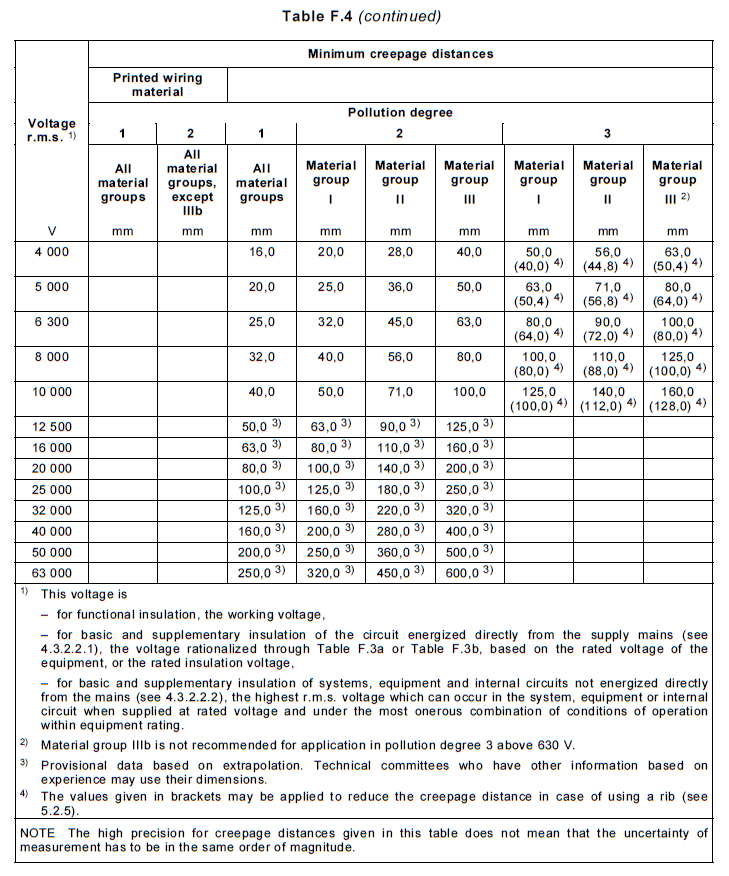 Table F.4 (continued)
Minimum creepage distances
Printed wiring
material
Pollution degree
Voltage
r.m.s. 1)
1 2 1 2 3
All
material
groups
All
material
groups,
except
IIIb
All
material
groups
Material
group
I
Material
group
II
Material
group
III
Material
group
I
Material
group
II
Material
group
III 2)
V mm mm mm mm mm mm mm mm mm
4 000 16,0 20,0 28,0 40,0 50,0 56,0 63,0
(40,0) 4) (44,8) 4) (50,4) 4)
5 000 20,0 25,0 36,0 50,0 63,0 71,0 80,0
(50,4) 4) (56,8) 4) (64,0) 4)
6 300 25,0 32,0 45,0 63,0 80,0 90,0 100,0
(64,0) 4) (72,0) 4) (80,0) 4)
8 000 32,0 40,0 56,0 80,0 100,0 110,0 125,0
(80,0) 4) (88,0) 4) (100,0) 4)
10 000 40,0 50,0 71,0 100,0 125,0 140,0 160,0
(100,0) 4) (112,0) 4) (128,0) 4)
12 500 50,0 3) 63,0 3) 90,0 3) 125,0 3)
16 000 63,0 3) 80,0 3) 110,0 3) 160,0 3)
20 000 80,0 3) 100,0 3) 140,0 3) 200,0 3)
25 000 100,0 3) 125,0 3) 180,0 3) 250,0 3)
32 000 125,0 3) 160,0 3) 220,0 3) 320,0 3)
40 000 160,0 3) 200,0 3) 280,0 3) 400,0 3)
50 000 200,0 3) 250,0 3) 360,0 3) 500,0 3)
63 000 250,0 3) 320,0 3) 450,0 3) 600,0 3)
1) This voltage is
– for functional insulation, the working voltage,
– for basic and supplementary insulation of the circuit energized directly from the supply mains (see
4.3.2.2.1), the voltage rationalized through Table F.3a or Table F.3b, based on the rated voltage of the
equipment, or the rated insulation voltage,
– for basic and supplementary insulation of systems, equipment and internal circuits not energized directly
from the mains (see 4.3.2.2.2), the highest r.m.s. voltage which can occur in the system, equipment or internal
circuit when supplied at rated voltage and under the most onerous combination of conditions of operation
within equipment rating.
2) Material group IIIb is not recommended for application in pollution degree 3 above 630 V.
3) Provisional data based on extrapolation. Technical committees who have other information based on
experience may use their dimensions.
4) The values given in brackets may be applied to reduce the creepage distance in case of using a rib (see
5.2.5).
NOTE The high precision for creepage distances given in this table does not mean that the uncertainty of
measurement has to be in the same order of magnitude.